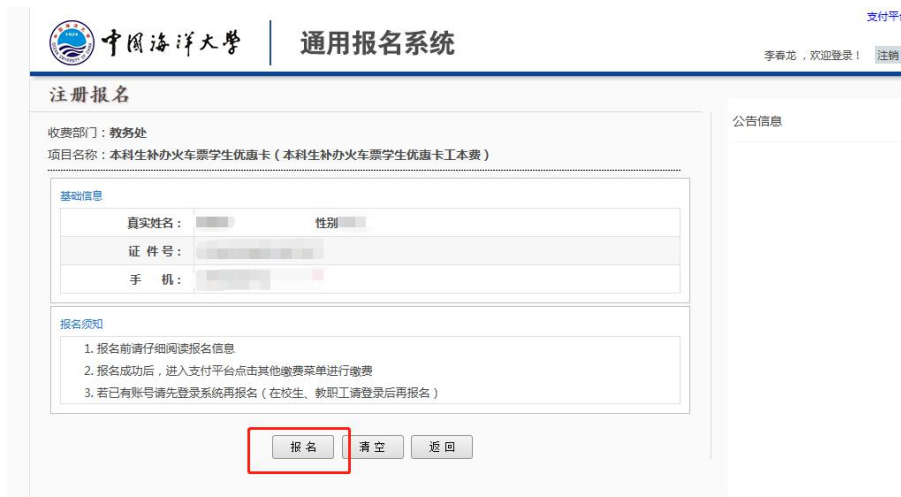 支付平
中国海洋大学
通用报名系统
李春龙，欢迎登录！ 注销
注册报名
公告信息
收费部门：教务处
项目名称：本科生补办火车票学生优惠卡（本科生补办火车票学生优惠卡工本费）
基础信息
真实姓名： 性别
证 件 号：
手 机：
报名须知
1. 报名前请仔细阅读报名信息
2. 报名成功后，进入支付平台点击其他缴费菜单进行缴费
3. 若已有账号请先登录系统再报名（在校生、教职工请登录后再报名）
报 名 清 空 返 回